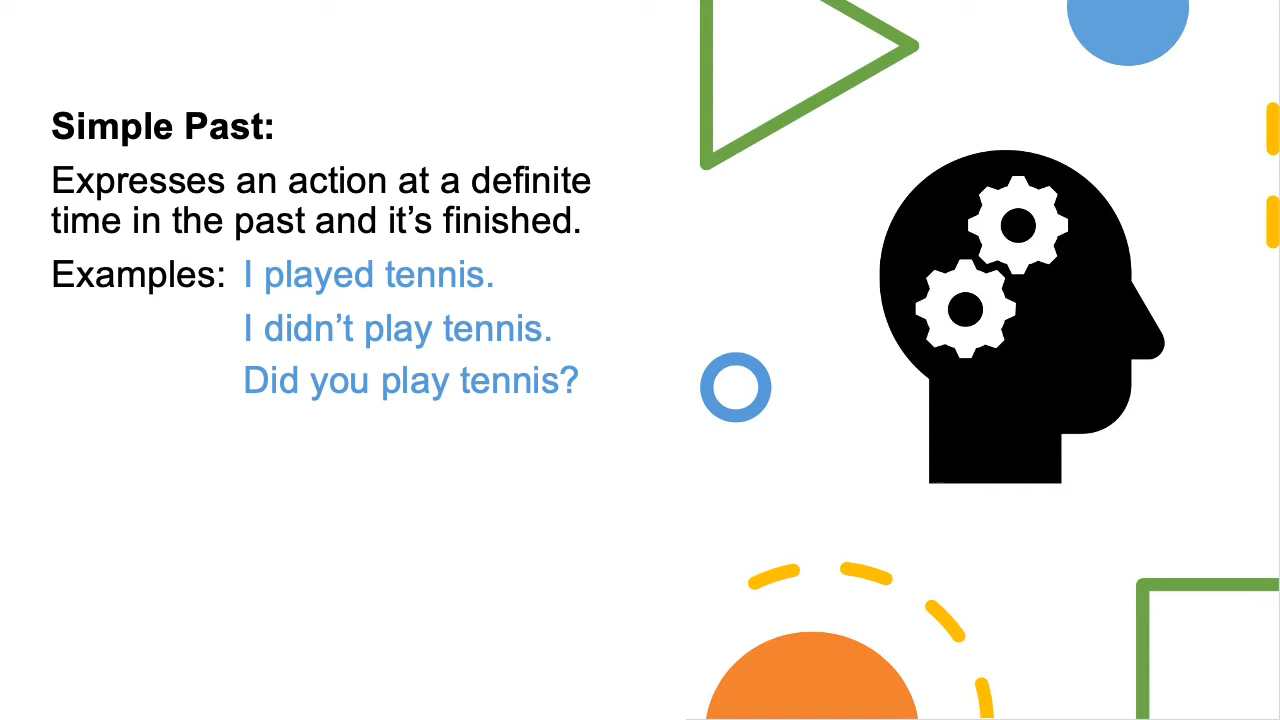 Simple Past:
Expresses an action at a definite
time in the past and it’s finished.
Examples: I played tennis.
I didn’t play tennis.
Did you play tennis?